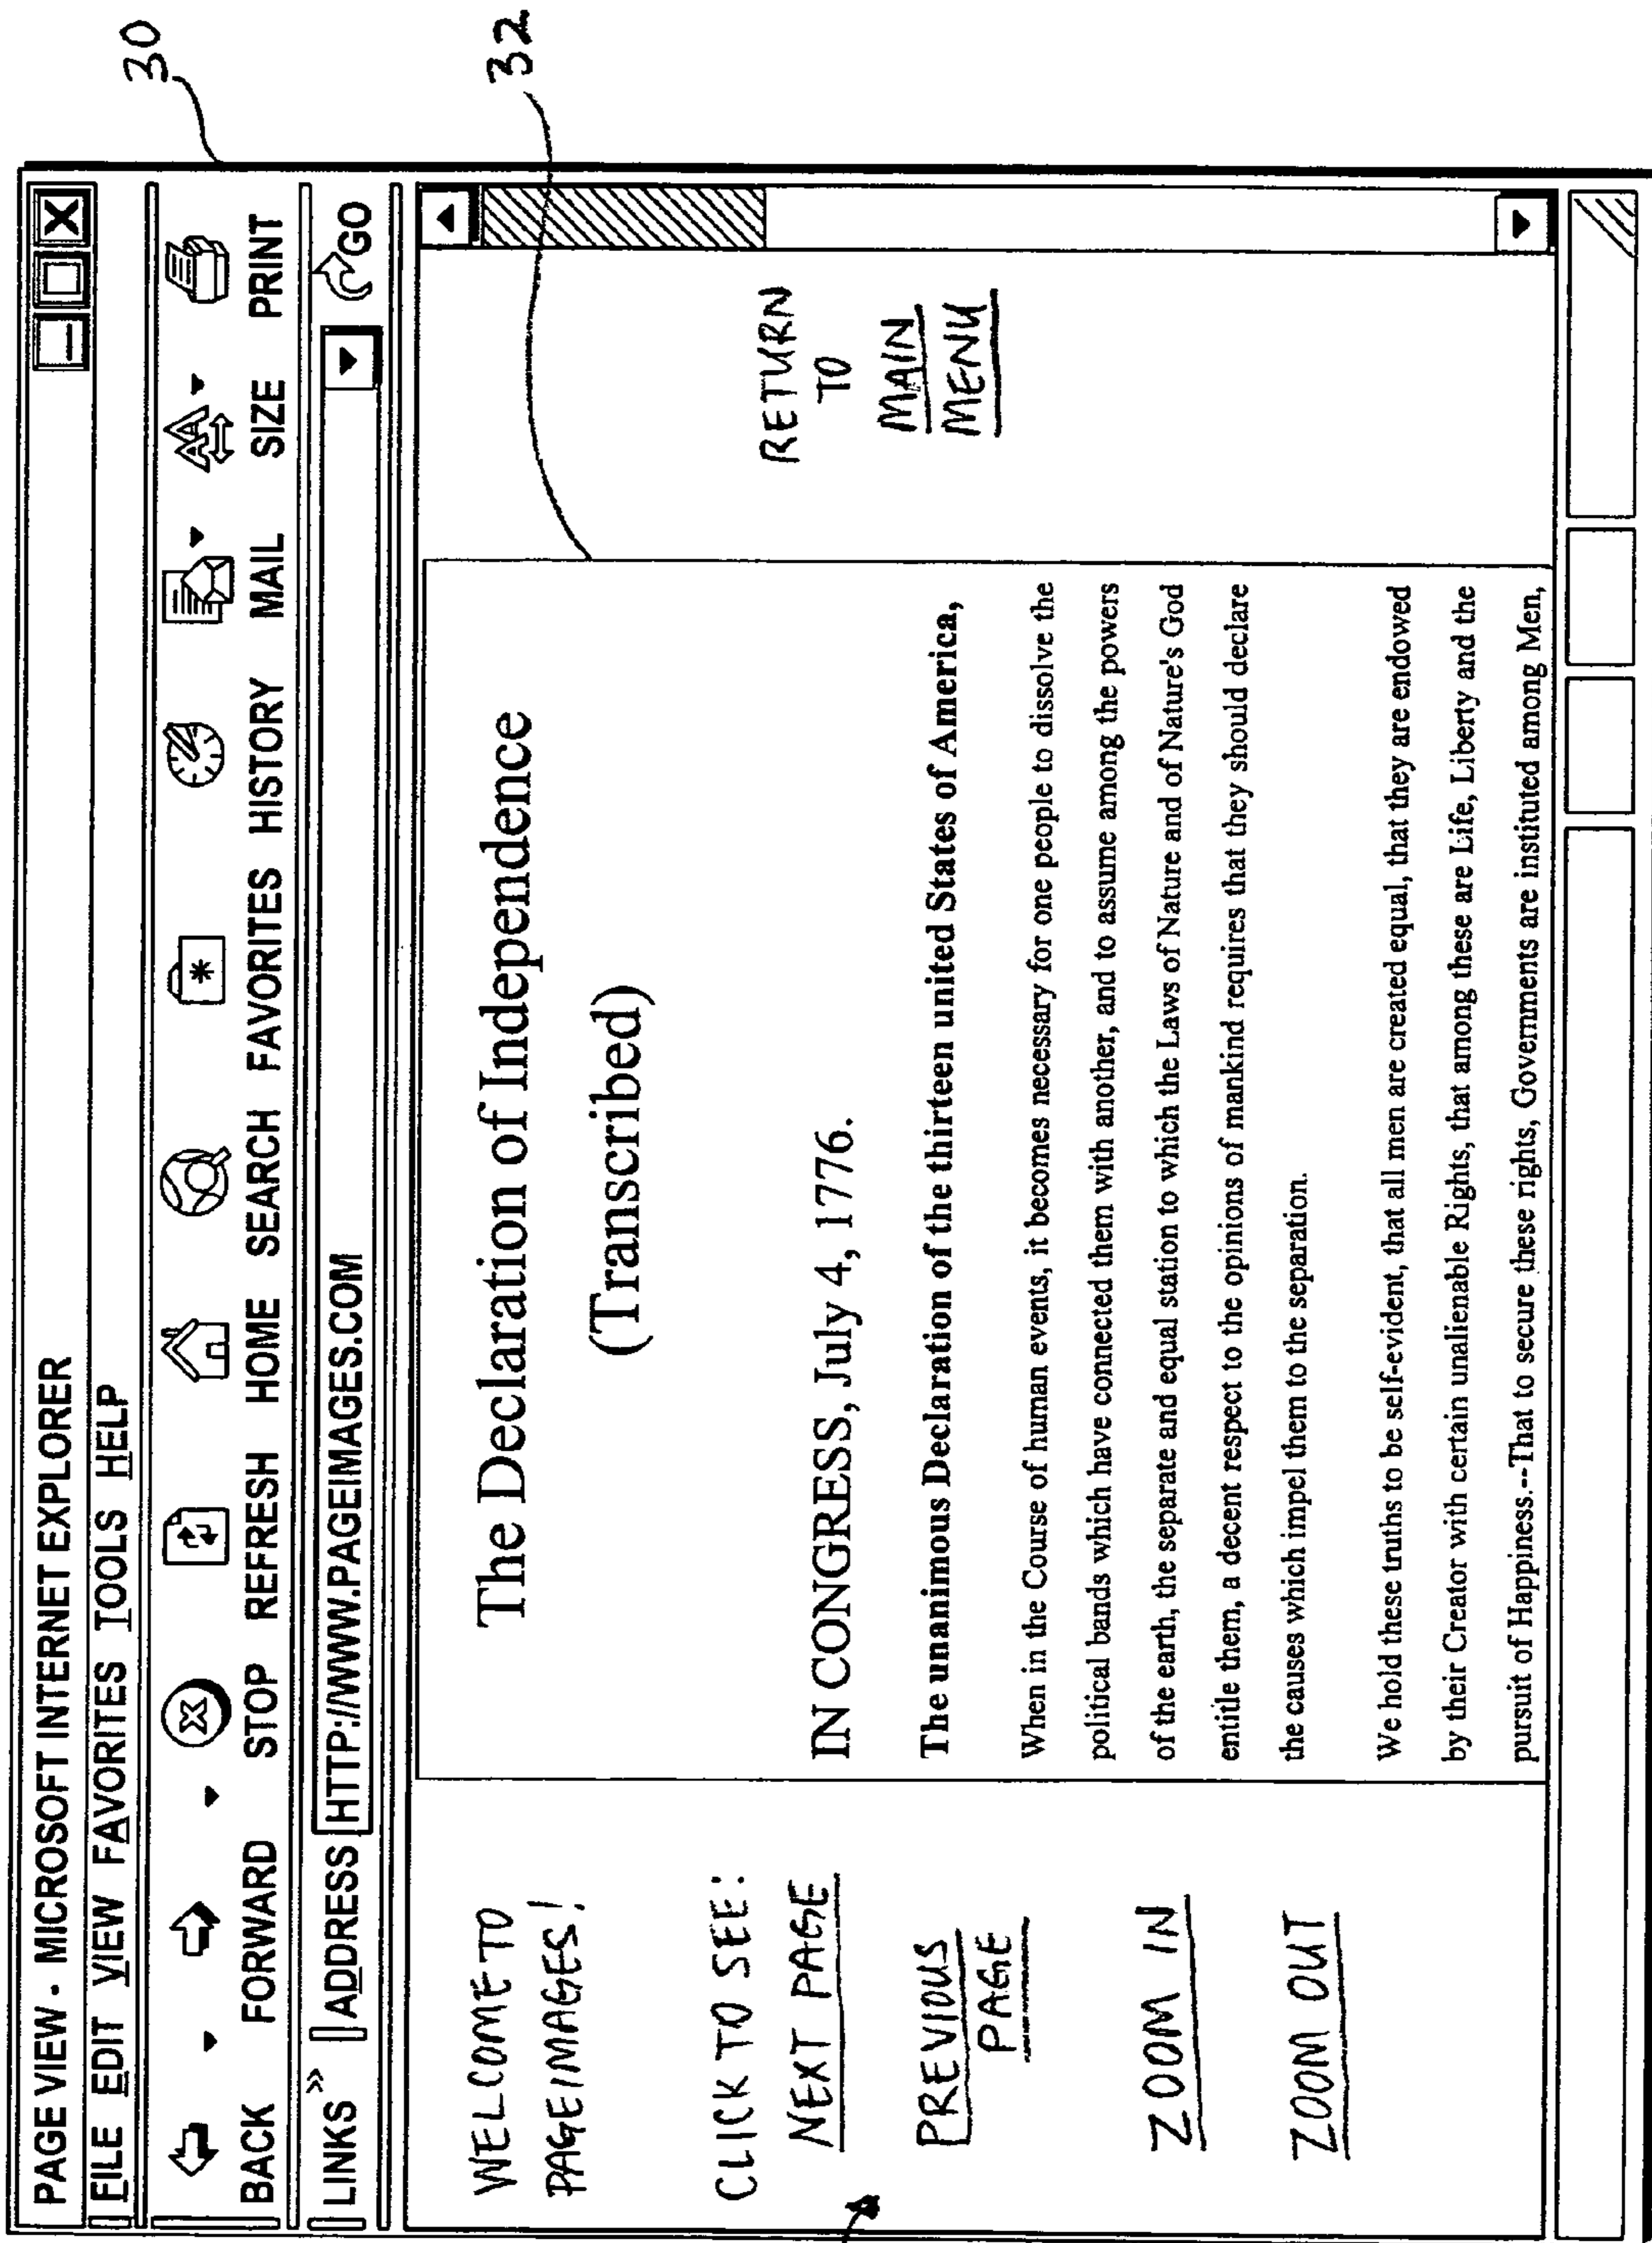 30
PAGE VIEW - MICROSOFT INTERNET EXPLORER
FILE EDIT VIEW FAVORITES TOOLS HELP
BACK FORWARD STOP REFRESH HOME SEARCH FAVORITES HISTORY MAIL SIZE PRINT
LINKS » ADDRESS HTTP://WWW.PAGEIMAGES.COM GO
32
WELCOME TO
PAGEIMAGES!
CLICK TO SEE:
NEXT PAGE
PREVIOUS
PAGE
ZOOM IN
ZOOM OUT
The Declaration of Independence
(Transcribed)
IN CONGRESS, July 4, 1776.
The unanimous Declaration of the thirteen united States of America,
When in the Course of human events, it becomes necessary for one people to dissolve the
political bands which have connected them with another, and to assume among the powers
of the earth, the separate and equal station to which the Laws of Nature and of Nature's God
entitle them, a decent respect to the opinions of mankind requires that they should declare
the causes which impel them to the separation.
We hold these truths to be self-evident, that all men are created equal, that they are endowed
by their Creator with certain unalienable Rights, that among these are Life, Liberty and the
pursuit of Happiness.--That to secure these rights, Governments are instituted among Men,
RETURN
TO
MAIN
MENU